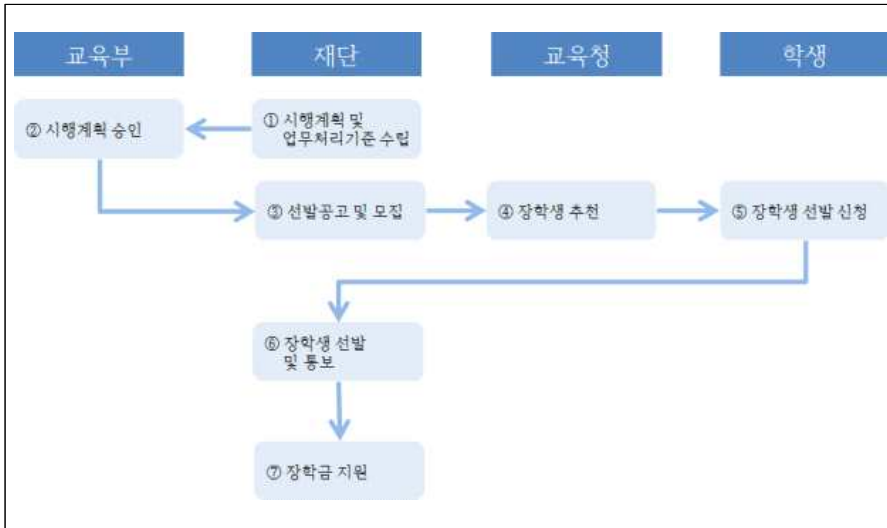 교육부
재단
교육청
학생
② 시행계획 승인
① 시행계획 및
업무처리기준 수립
③ 선발공고 및 모집
④ 장학생 추천
⑤ 장학생 선발 신청
⑥ 장학생 선발
및 통보
⑦ 장학금 지원